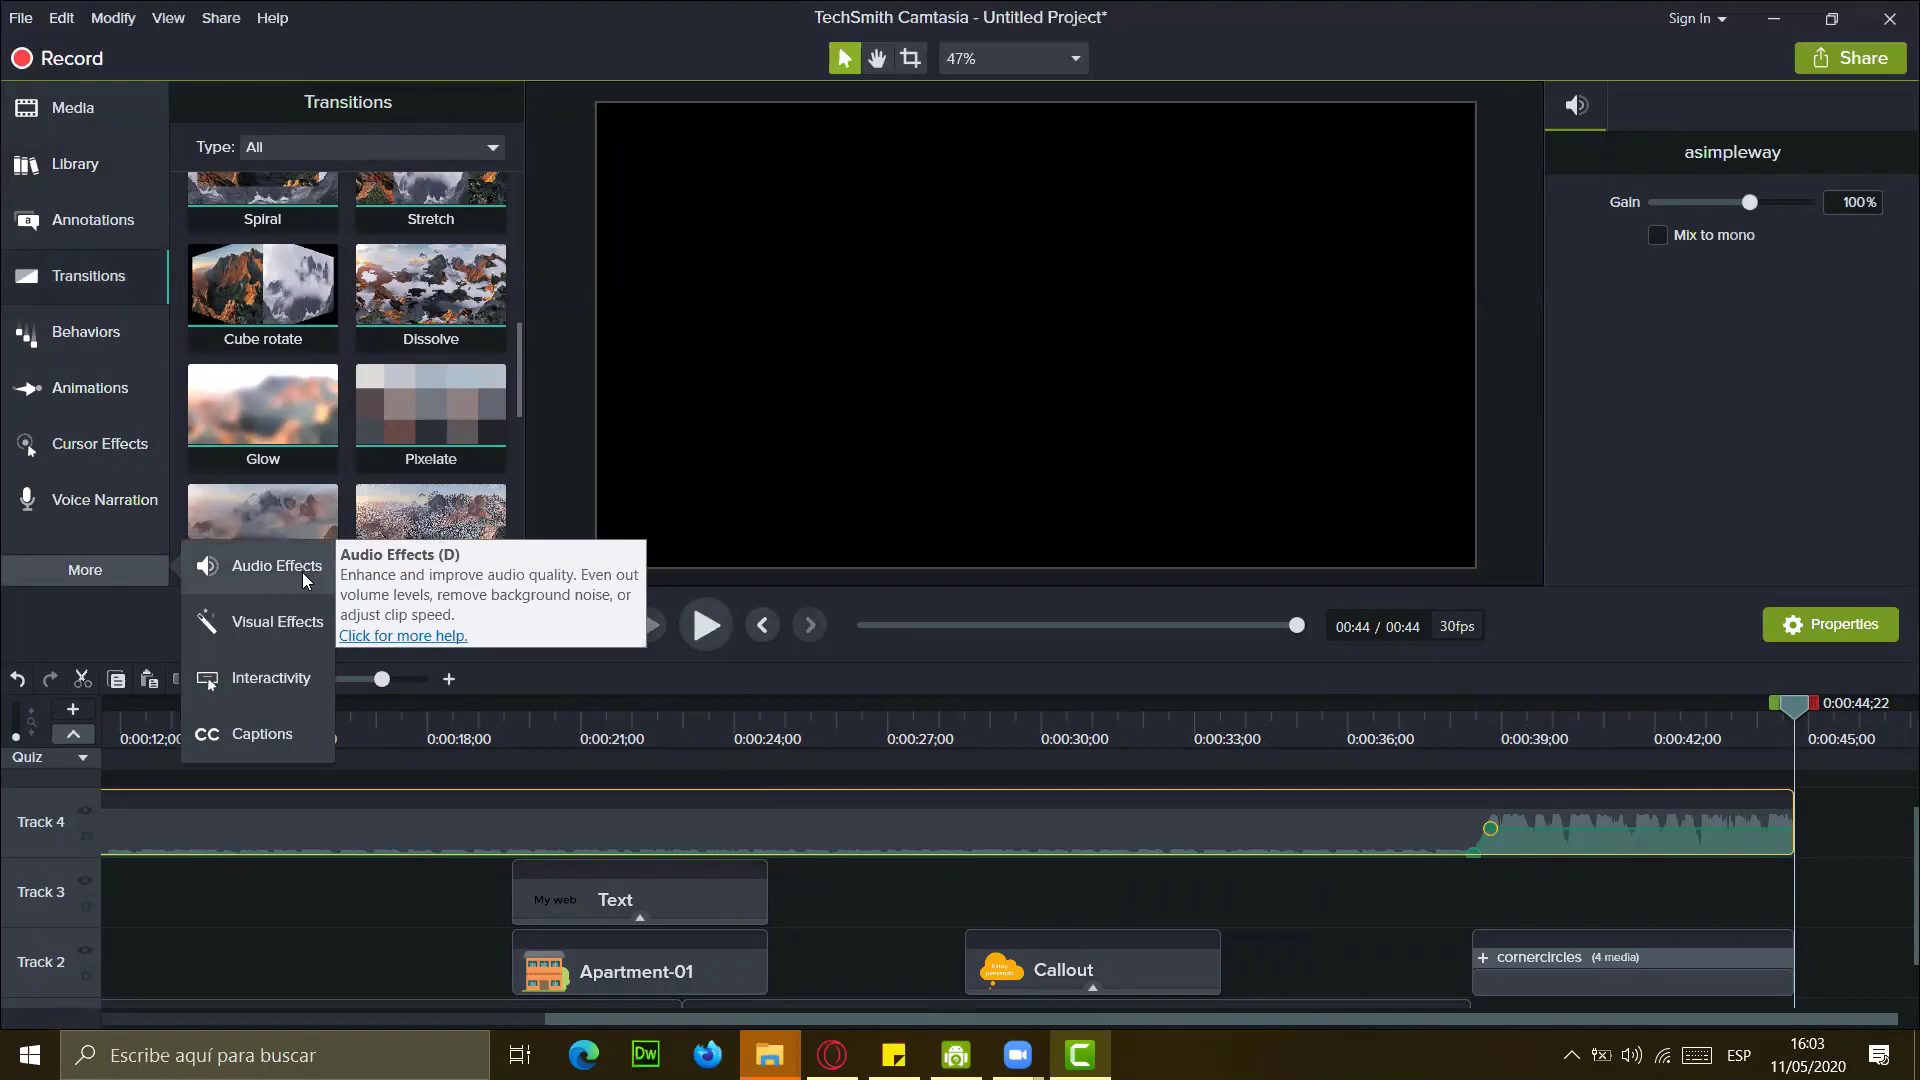 File Edit Modify View Share Help
TechSmith Camtasia - Untitled Project*
Sign In
Record
47%
Share
Media
Library
Annotations
Transitions
Behaviors
Animations
Cursor Effects
Voice Narration
More
Transitions
Type: All
Spiral Stretch
Cube rotate Dissolve
Glow Pixelate
Audio Effects
Visual Effects
Interactivity
CC Captions
Audio Effects (D)
Enhance and improve audio quality. Even out
volume levels, remove background noise, or
adjust clip speed.
Click for more help.
asimpleway
Gain 100%
Mix to mono
00:44 / 00:44 30fps
Properties
0:00:44;22
0:00:12;00 0:00:18;00 0:00:21;00 0:00:24;00 0:00:27;00 0:00:30;00 0:00:33;00 0:00:36;00 0:00:39;00 0:00:42;00 0:00:45;00
Quiz
Track 4
Track 3
My web Text
Track 2
Apartment-01
Callout
+ cornercircles (4 media)
Escribe aquí para buscar
Dw
ESP
16:03
11/05/2020